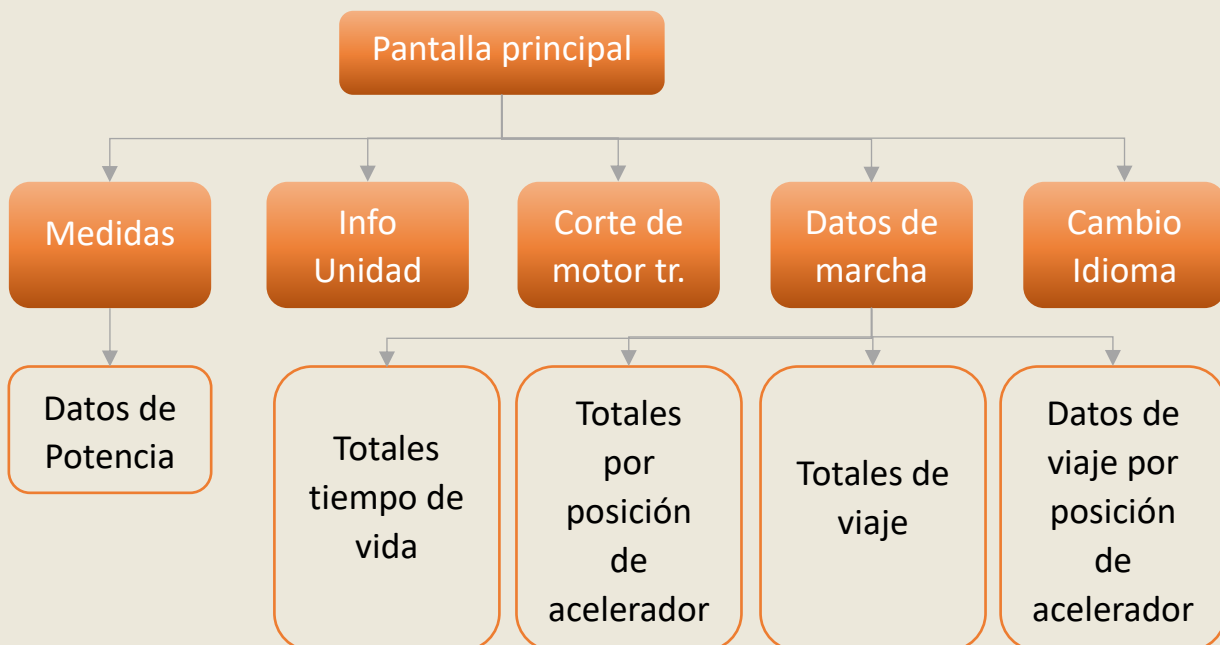 Pantalla principal
Medidas
Info
Unidad
Corte de
motor tr.
Datos de
marcha
Cambio
Idioma
Datos de
Potencia
Totales
tiempo de
vida
Totales
por
posición
de
acelerador
Totales de
viaje
Datos de
viaje por
posición
de
acelerador